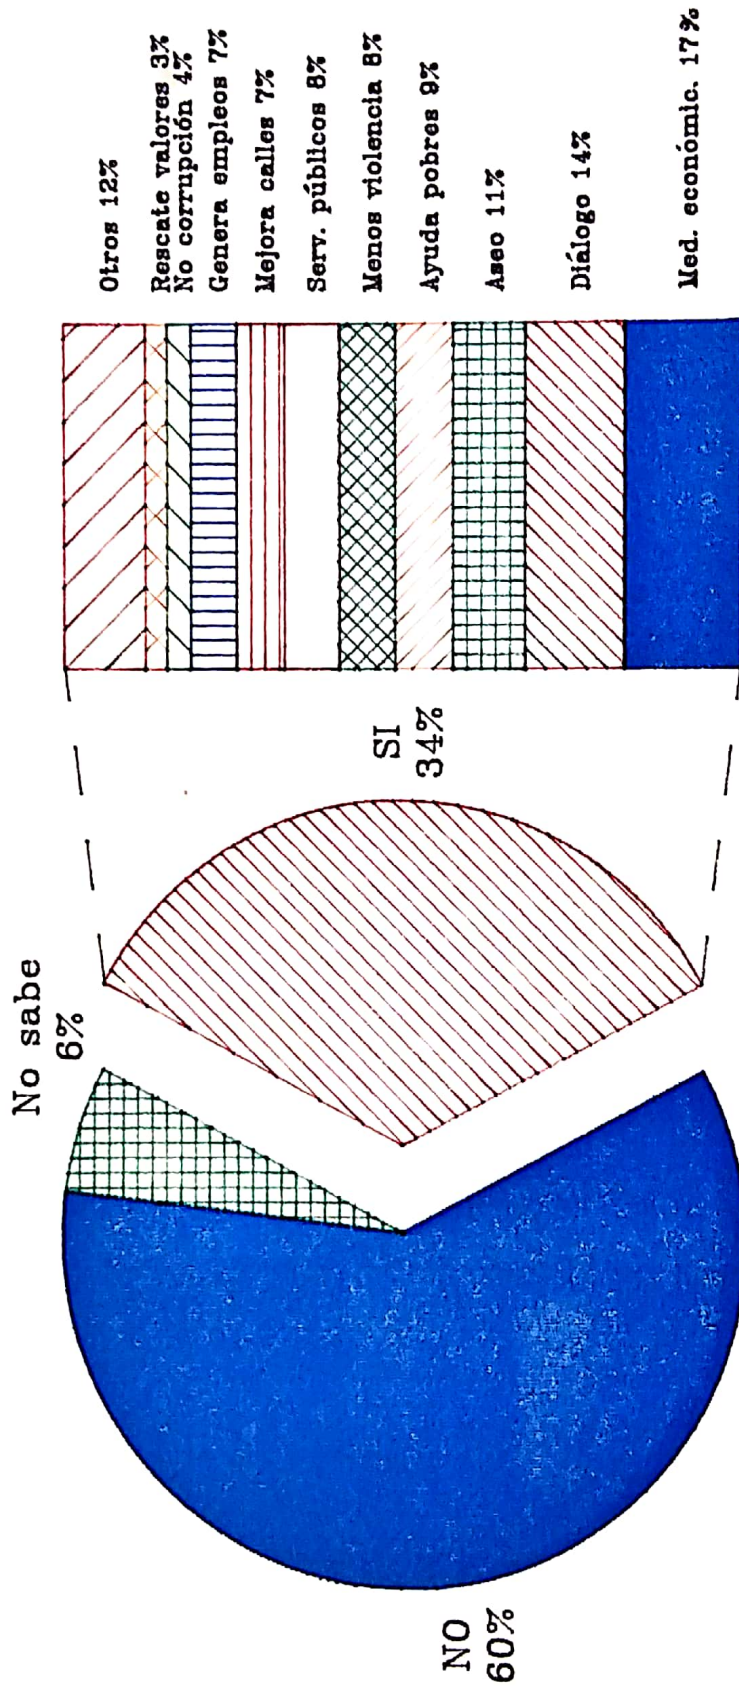 No sabe
6%
NO
60%
SI
34%
Otros 12%
Rescate valores 3%
No corrupción 4%
Genera empleos 7%
Mejora calles 7%
Serv. públicos 8%
Menos violencia 8%
Ayuda pobres 9%
Aseo 11%
Diálogo 14%
Med. económic. 17%